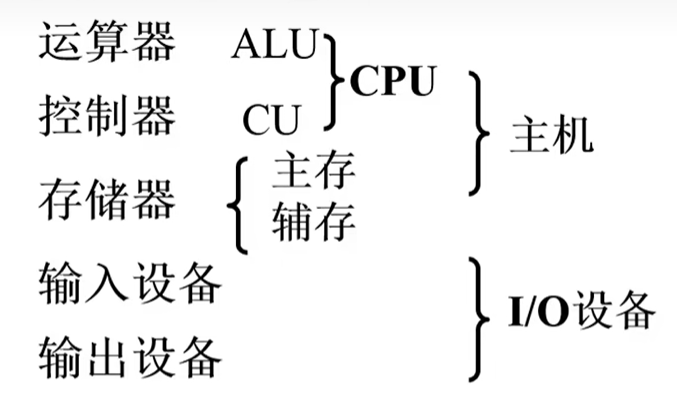 运算器 ALU
CPU
控制器 CU
主机
存储器 主存
辅存
输入设备
I/O设备
输出设备